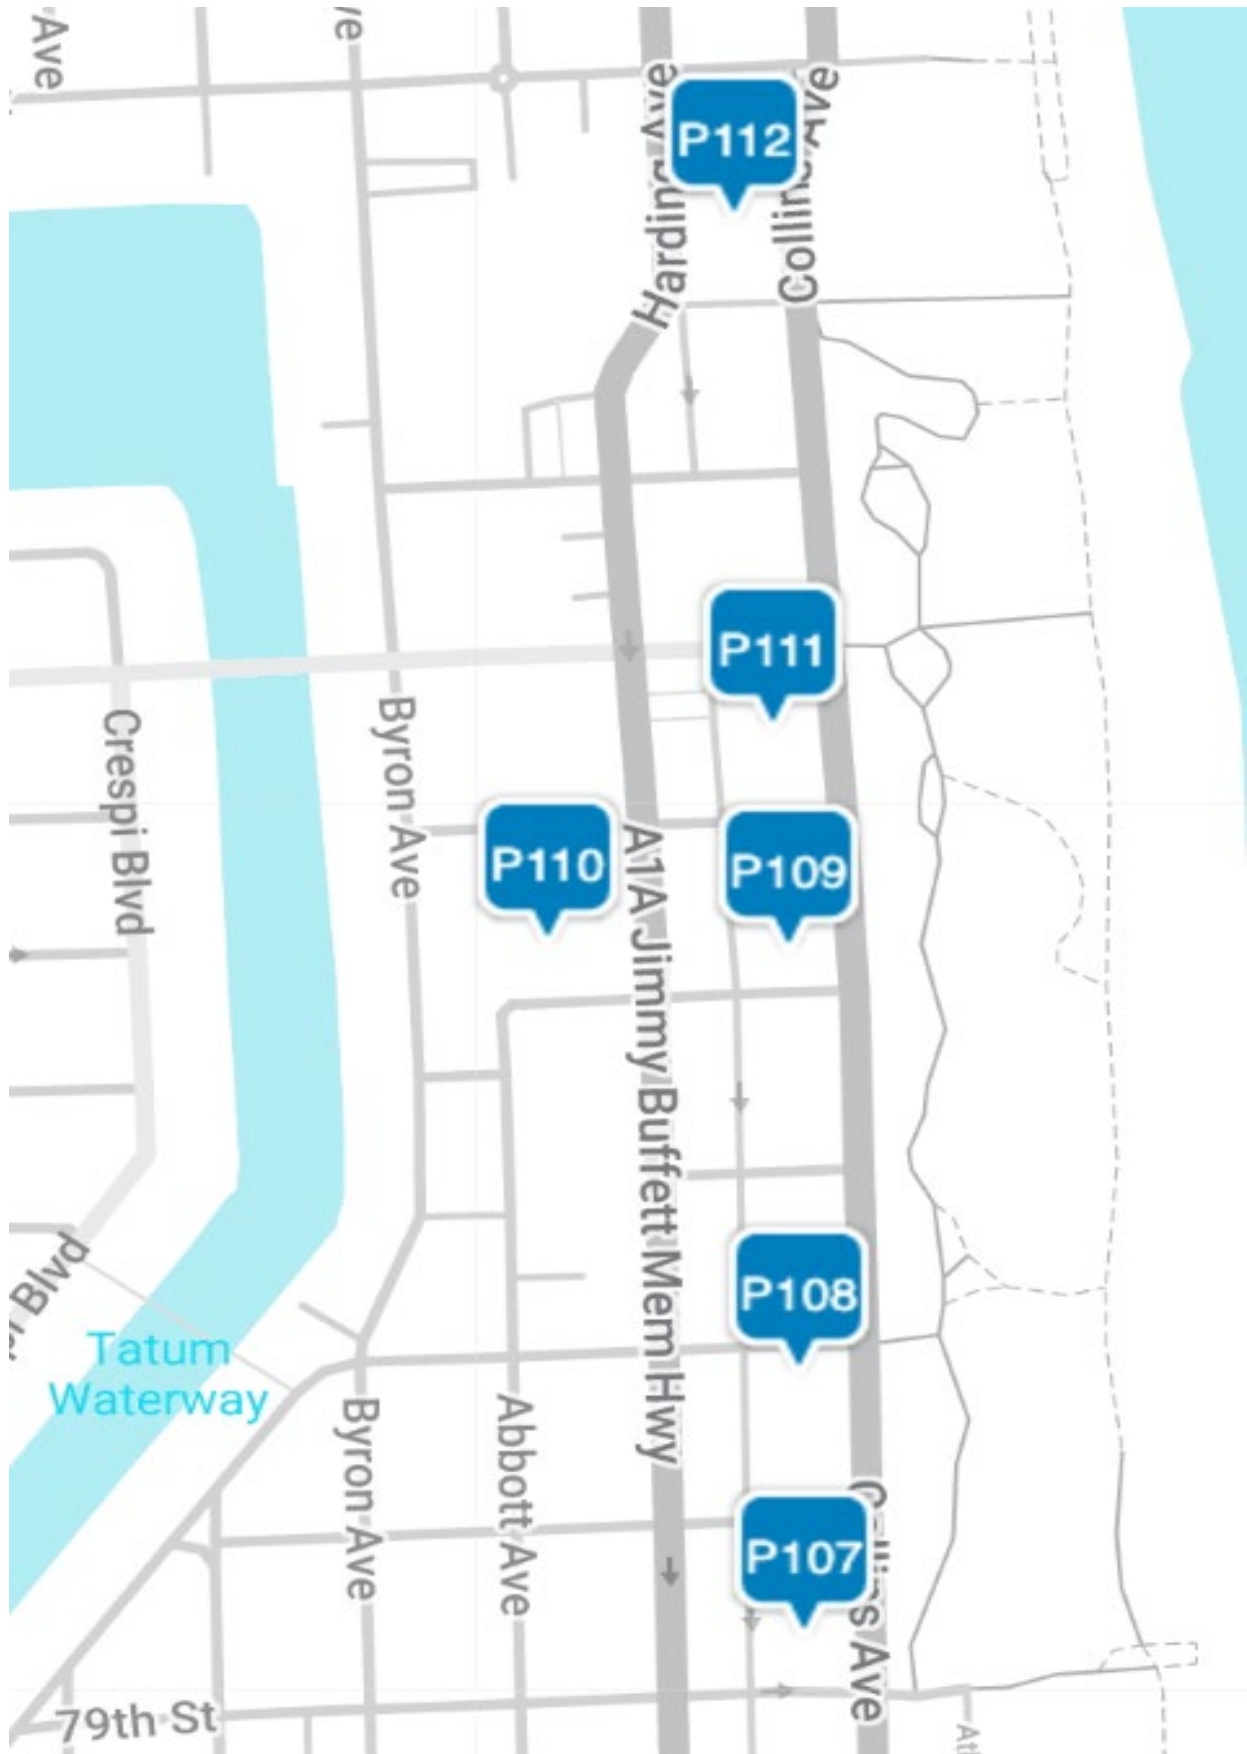 Ave
ve
Harding Ave
Collins Ave
P112
P111
Crespi Blvd
Byron Ave
P110
P109
A1A Jimmy Buffett Mem Hwy
P108
Blvd
Tatum
Waterway
Byron Ave
Abbott Ave
P107
Collins Ave
79th St